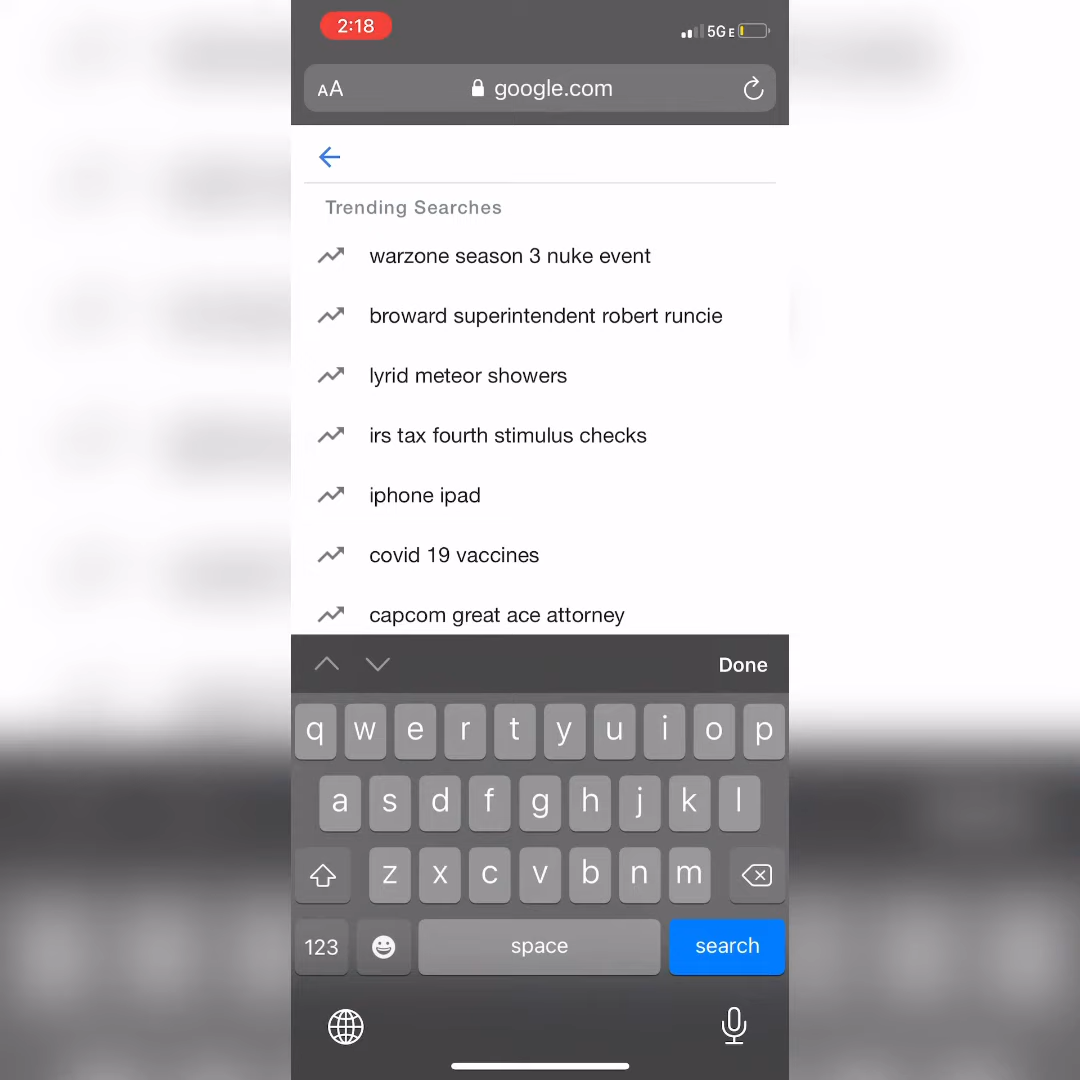 2:18
5GE
AA google.com
Trending Searches
warzone season 3 nuke event
broward superintendent robert runcie
lyrid meteor showers
irs tax fourth stimulus checks
iphone ipad
covid 19 vaccines
capcom great ace attorney
Done
q w e r t y u i o p
a s d f g h j k l
z x c v b n m
123 space search